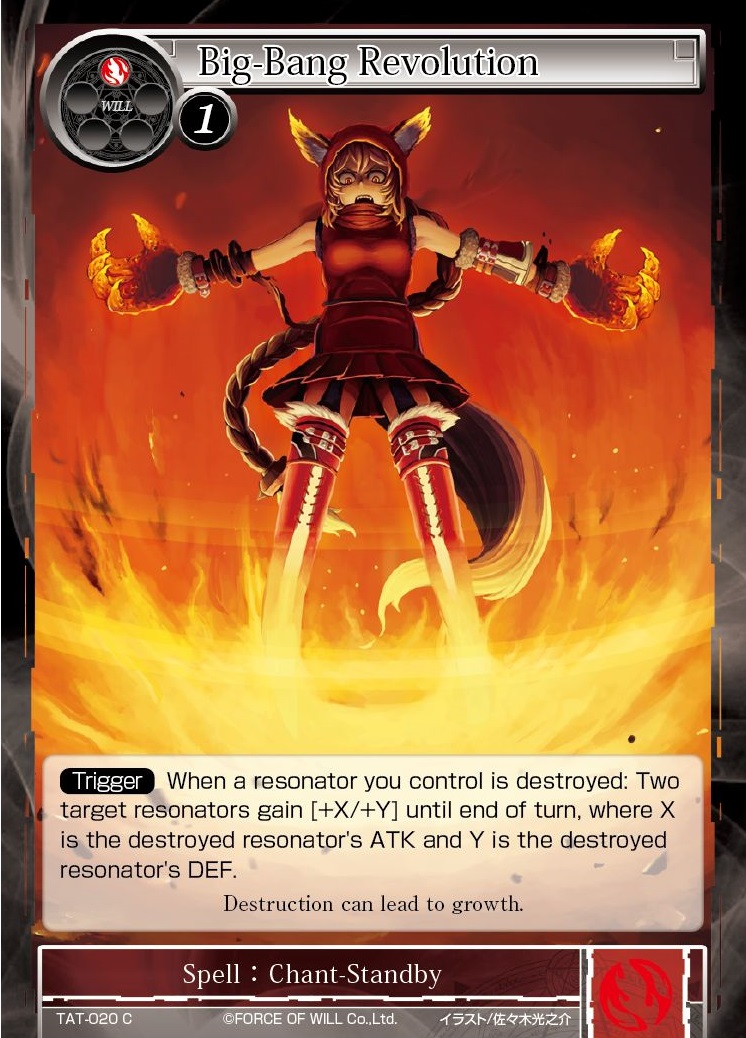 Big-Bang Revolution
WILL
1
Trigger When a resonator you control is destroyed: Two
target resonators gain [+X/+Y] until end of turn, where X
is the destroyed resonator's ATK and Y is the destroyed
resonator's DEF.
Destruction can lead to growth.
Spell : Chant-Standby
TAT-020 C ©FORCE OF WILL Co.,Ltd. イラスト/佐々木光之介